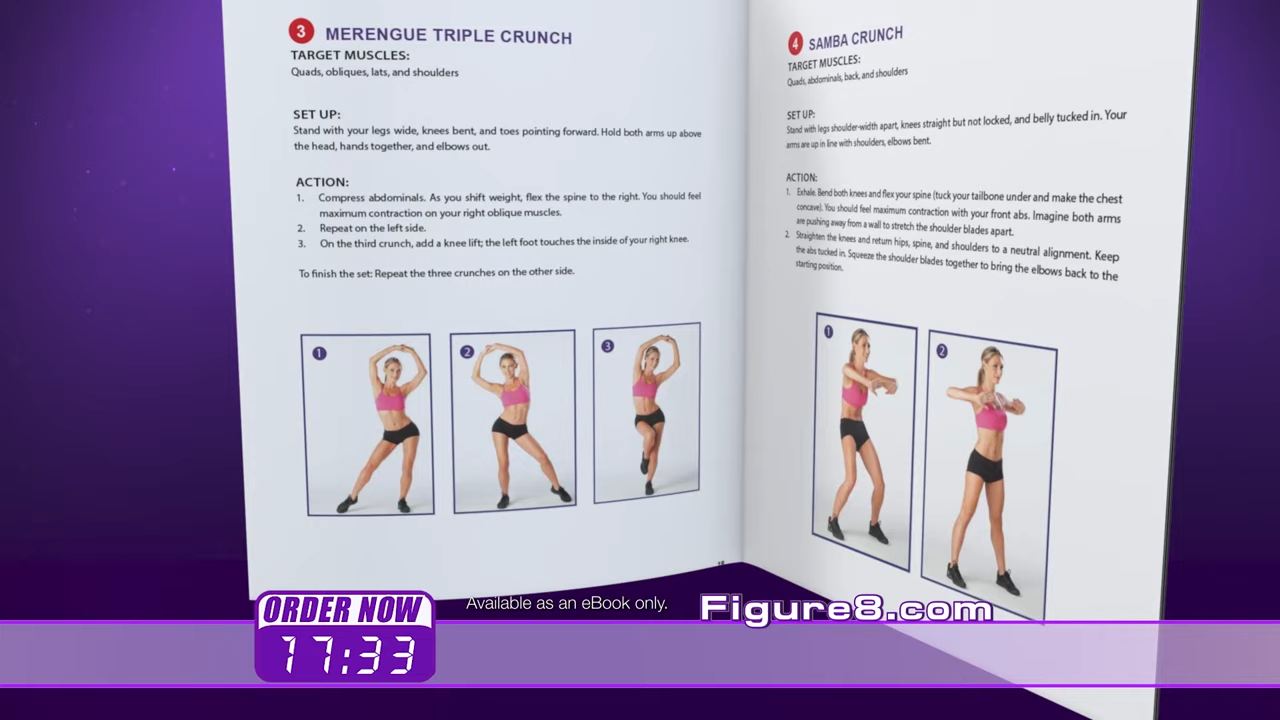 3 MERENGUE TRIPLE CRUNCH
TARGET MUSCLES:
Quads, obliques, lats, and shoulders
SET UP:
Stand with your legs wide, knees bent, and toes pointing forward. Hold both arms up above
the head, hands together, and elbows out.
ACTION:
1. Compress abdominals. As you shift weight, flex the spine to the right. You should feel
maximum contraction on your right oblique muscles.
2. Repeat on the left side.
3. On the third crunch, add a knee lift; the left foot touches the inside of your right knee.
To finish the set: Repeat the three crunches on the other side.
1
2
3
18
4 SAMBA CRUNCH
TARGET MUSCLES:
Quads, abdominals, back, and shoulders
SET UP:
Stand with legs shoulder-width apart, knees straight but not locked, and belly tucked in. Your
arms are up in line with shoulders, elbows bent.
ACTION:
1. Exhale. Bend both knees and flex your spine (tuck your tailbone under and make the chest
concave). You should feel maximum contraction with your front abs. Imagine both arms
are pushing away from a wall to stretch the shoulder blades apart.
2. Straighten the knees and return hips, spine, and shoulders to a neutral alignment. Keep
the abs tucked in. Squeeze the shoulder blades together to bring the elbows back to the
starting position.
1
2
ORDER NOW
17:33
Available as an eBook only.
Figure8.com